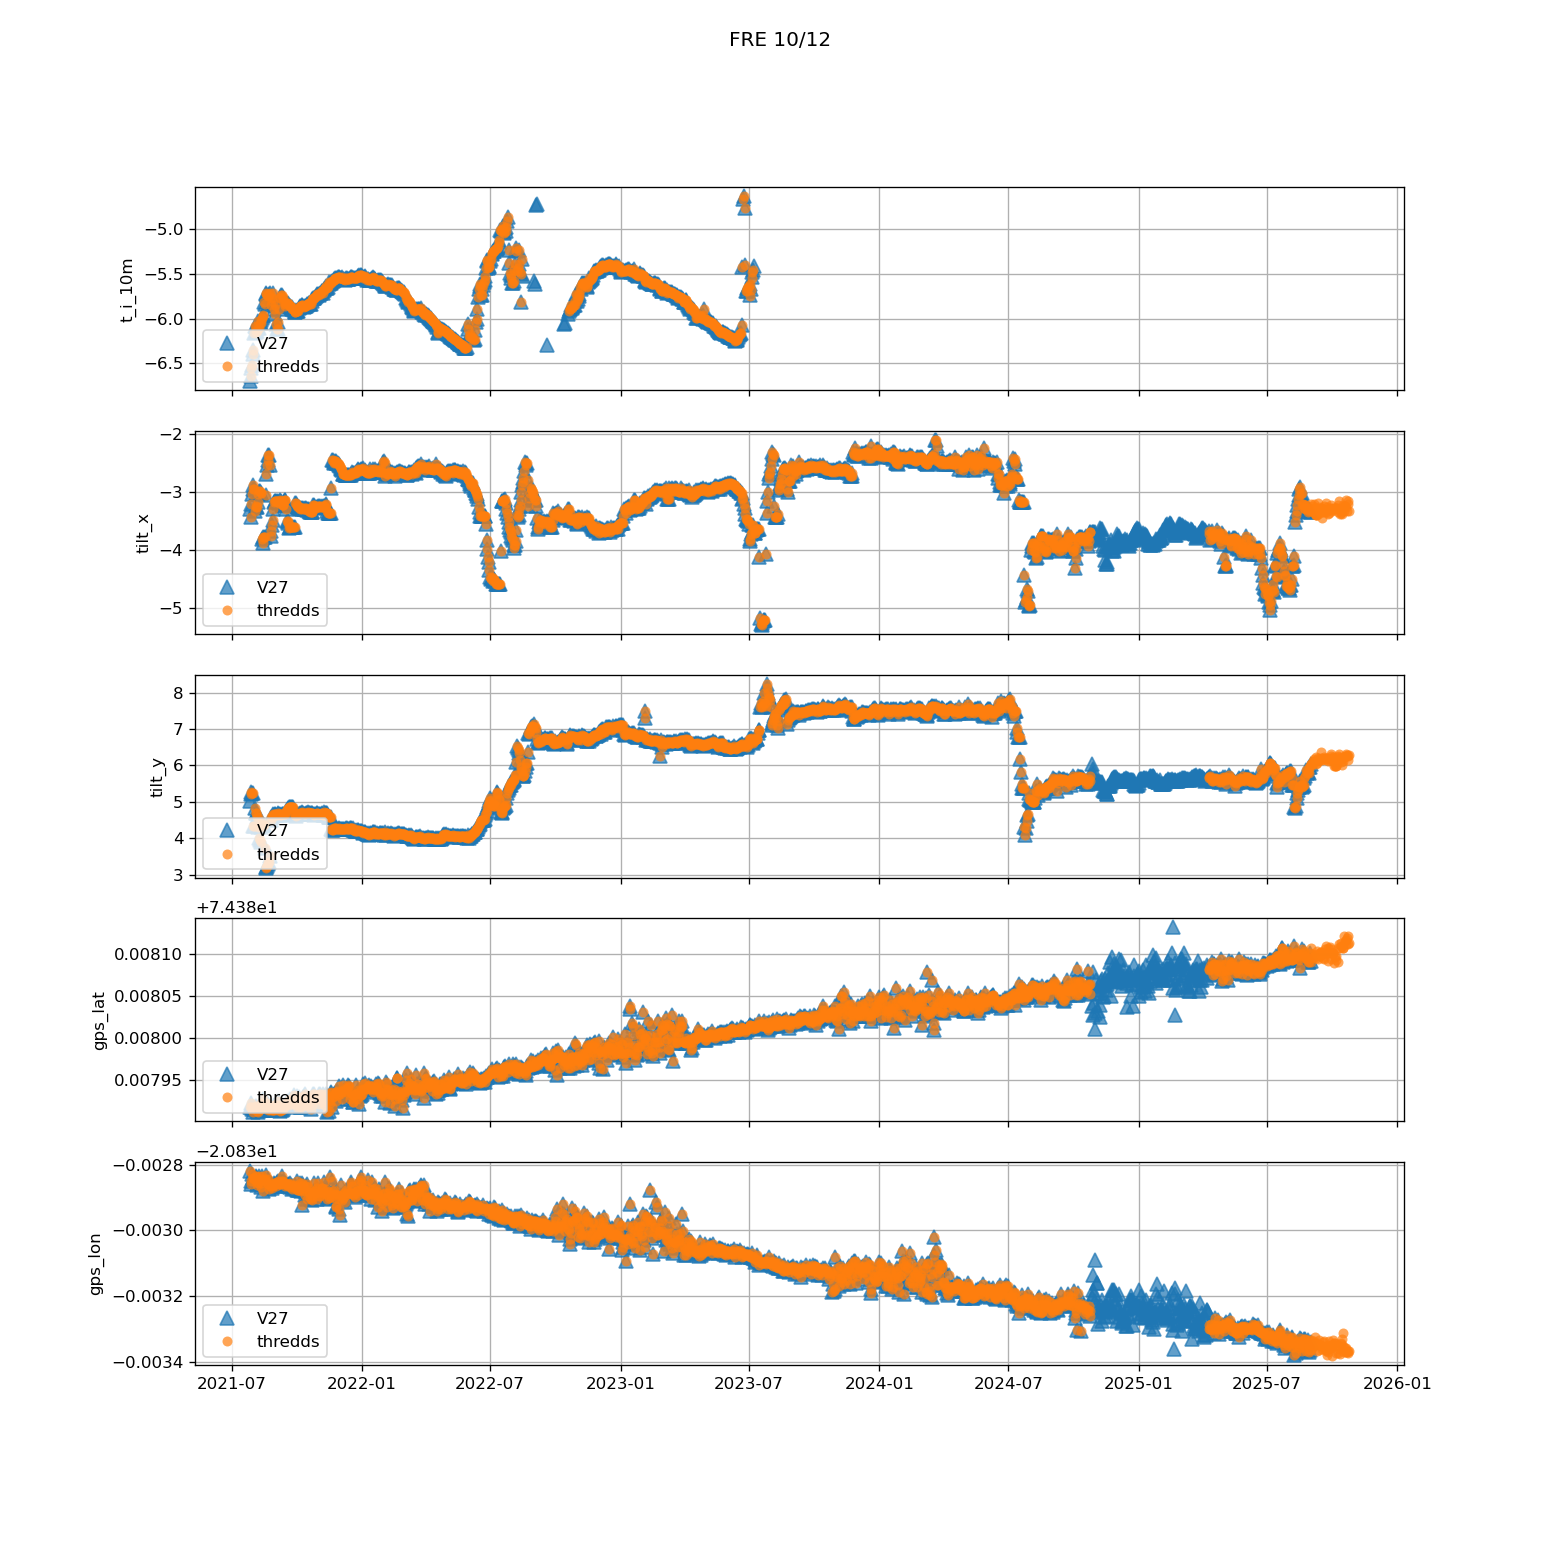 FRE 10/12
t_i_10m
−5.0
−5.5
−6.0
−6.5
V27
thredds
tilt_x
−2
−3
−4
−5
V27
thredds
tilt_y
8
7
6
5
4
3
V27
thredds
+7.438e1
gps_lat
0.00810
0.00805
0.00800
0.00795
V27
thredds
−2.083e1
gps_lon
−0.0028
−0.0030
−0.0032
−0.0034
V27
thredds
2021-07 2022-01 2022-07 2023-01 2023-07 2024-01 2024-07 2025-01 2025-07 2026-01